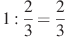 1 : 2/3 = 2/3